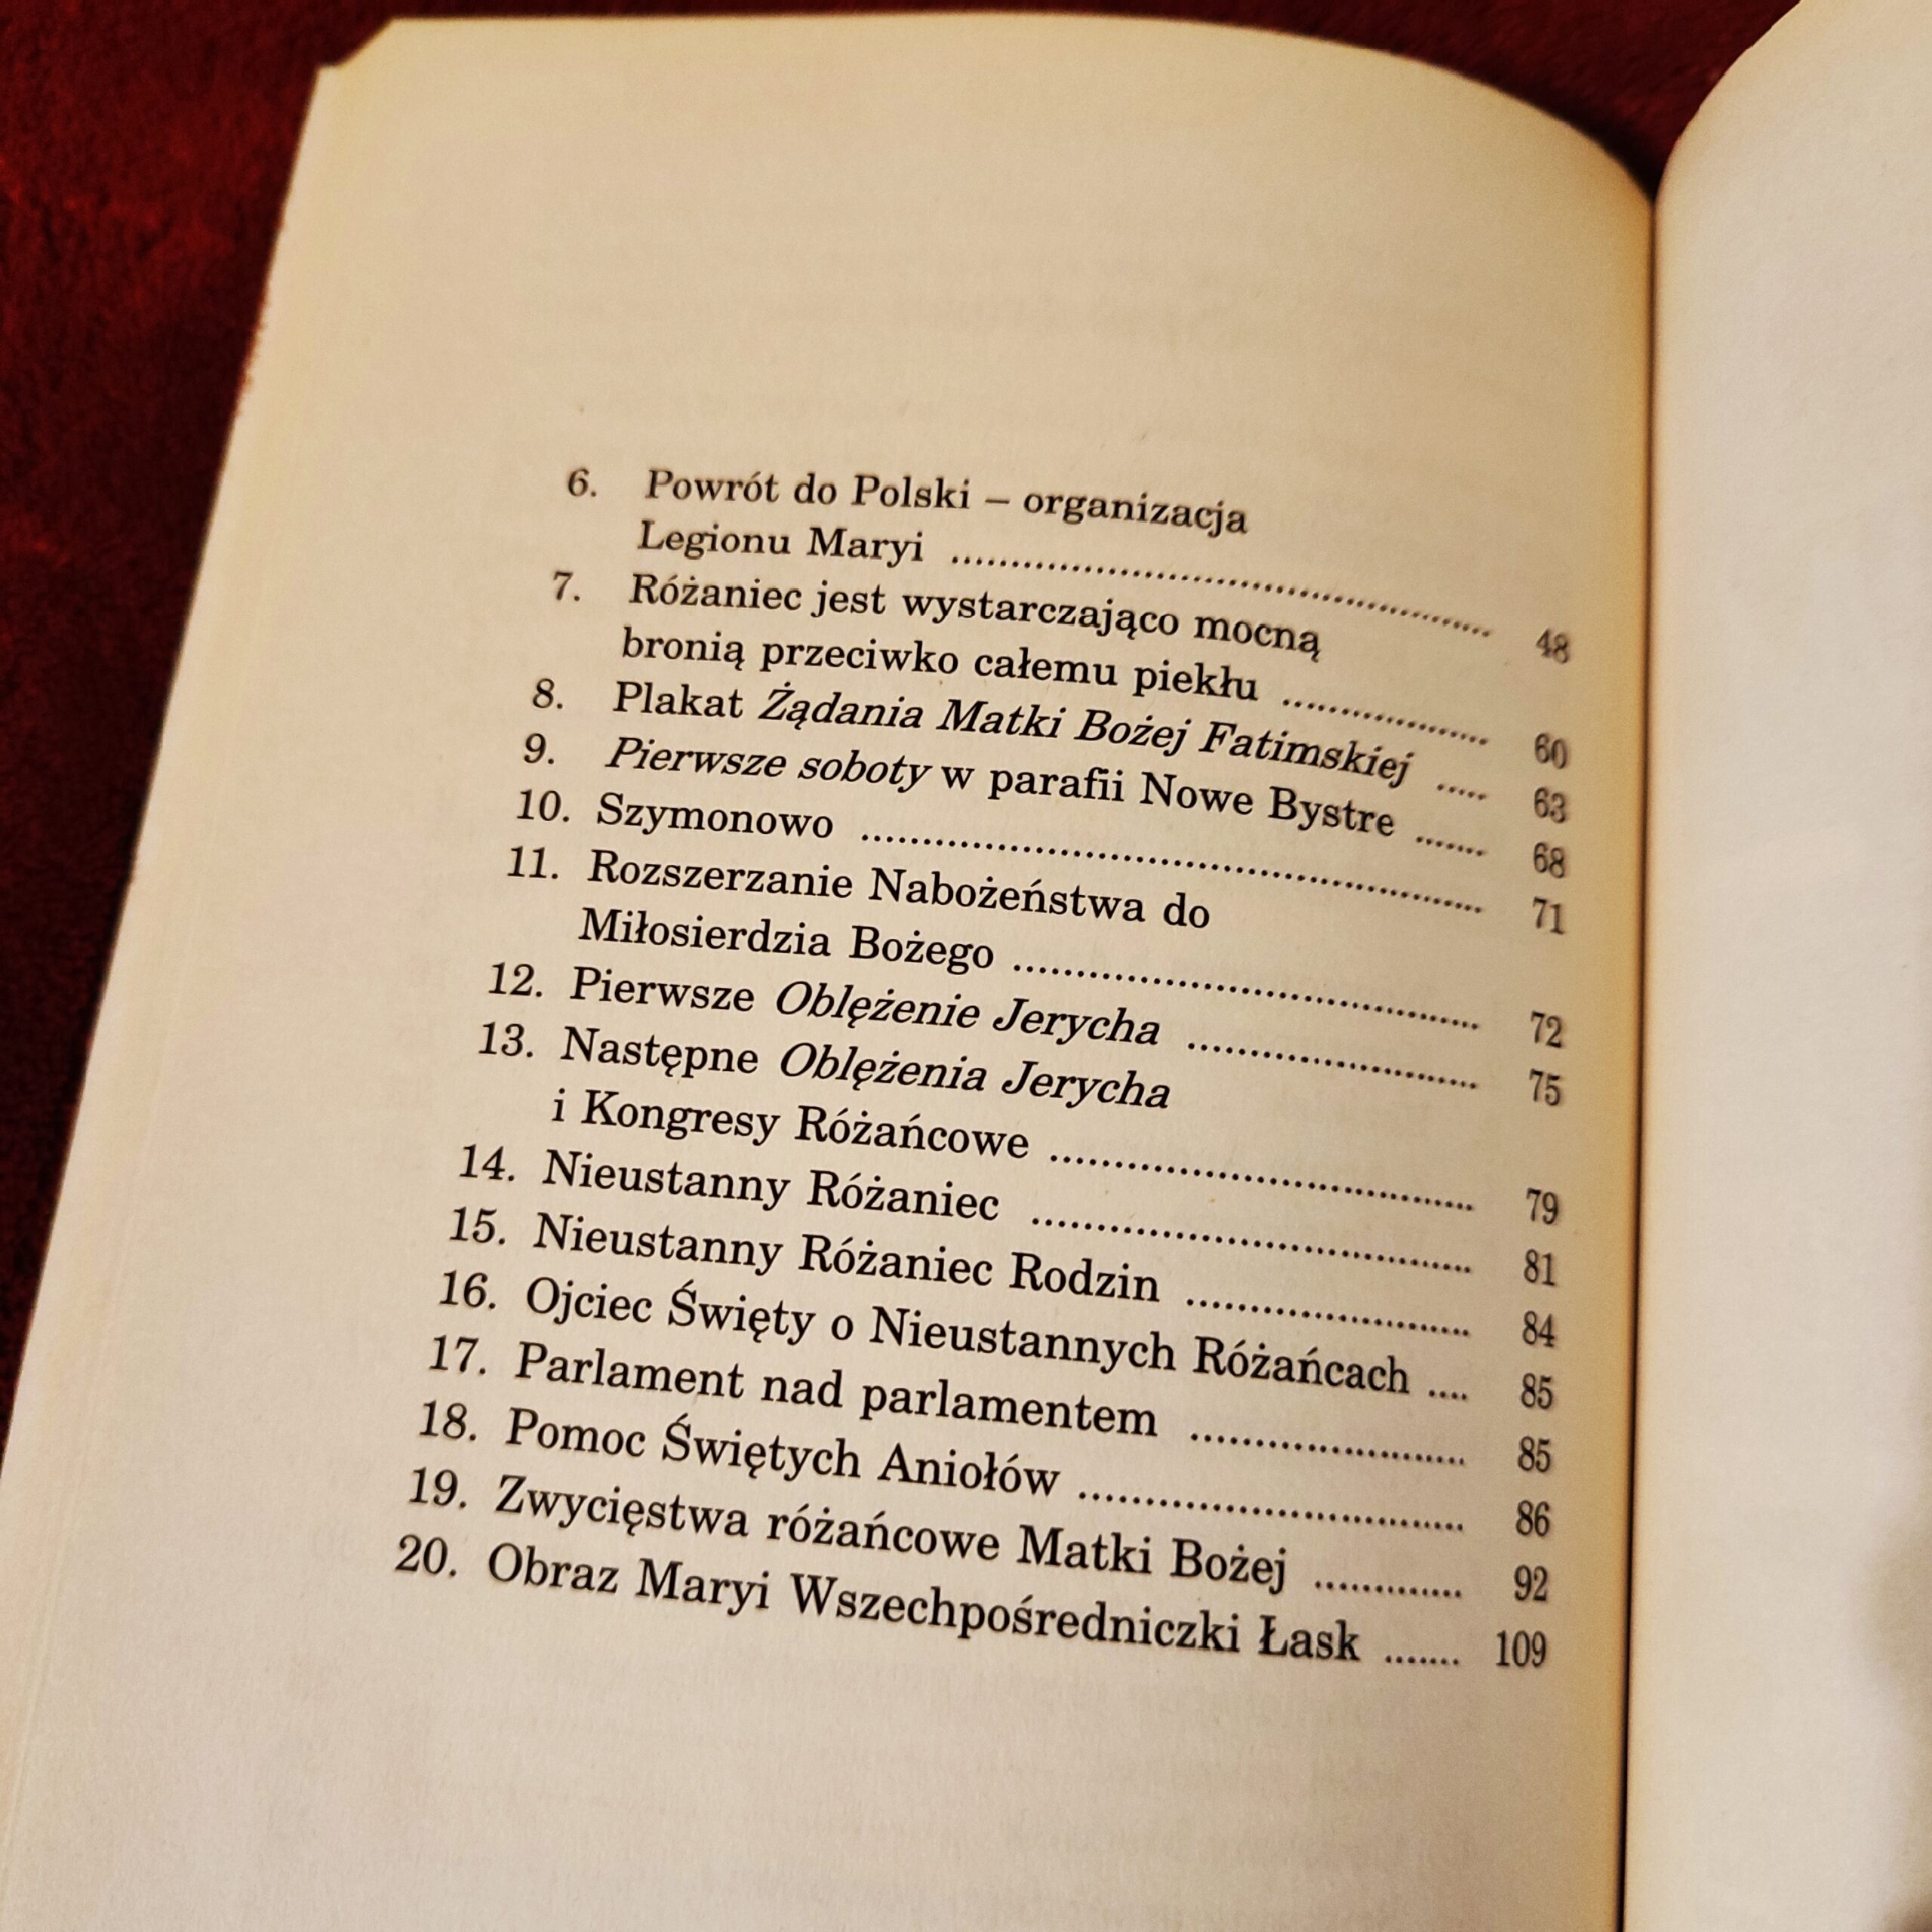 6. Powrót do Polski – organizacja
Legionu Maryi ........................................ 48
7. Różaniec jest wystarczająco mocną
bronią przeciwko całemu piekłu .................. 60
8. Plakat Żądania Matki Bożej Fatimskiej ..... 63
9. Pierwsze soboty w parafii Nowe Bystre ....... 68
10. Szymonowo ............................................... 71
11. Rozszerzanie Nabożeństwa do
Miłosierdzia Bożego ................................... 72
12. Pierwsze Oblężenie Jerycha ....................... 75
13. Następne Oblężenia Jerycha
i Kongresy Różańcowe ................................ 79
14. Nieustanny Różaniec ................................. 81
15. Nieustanny Różaniec Rodzin ...................... 84
16. Ojciec Święty o Nieustannych Różańcach .... 85
17. Parlament nad parlamentem ..................... 85
18. Pomoc Świętych Aniołów ............................. 86
19. Zwycięstwa różańcowe Matki Bożej ............ 92
20. Obraz Maryi Wszechpośredniczki Łask ....... 109